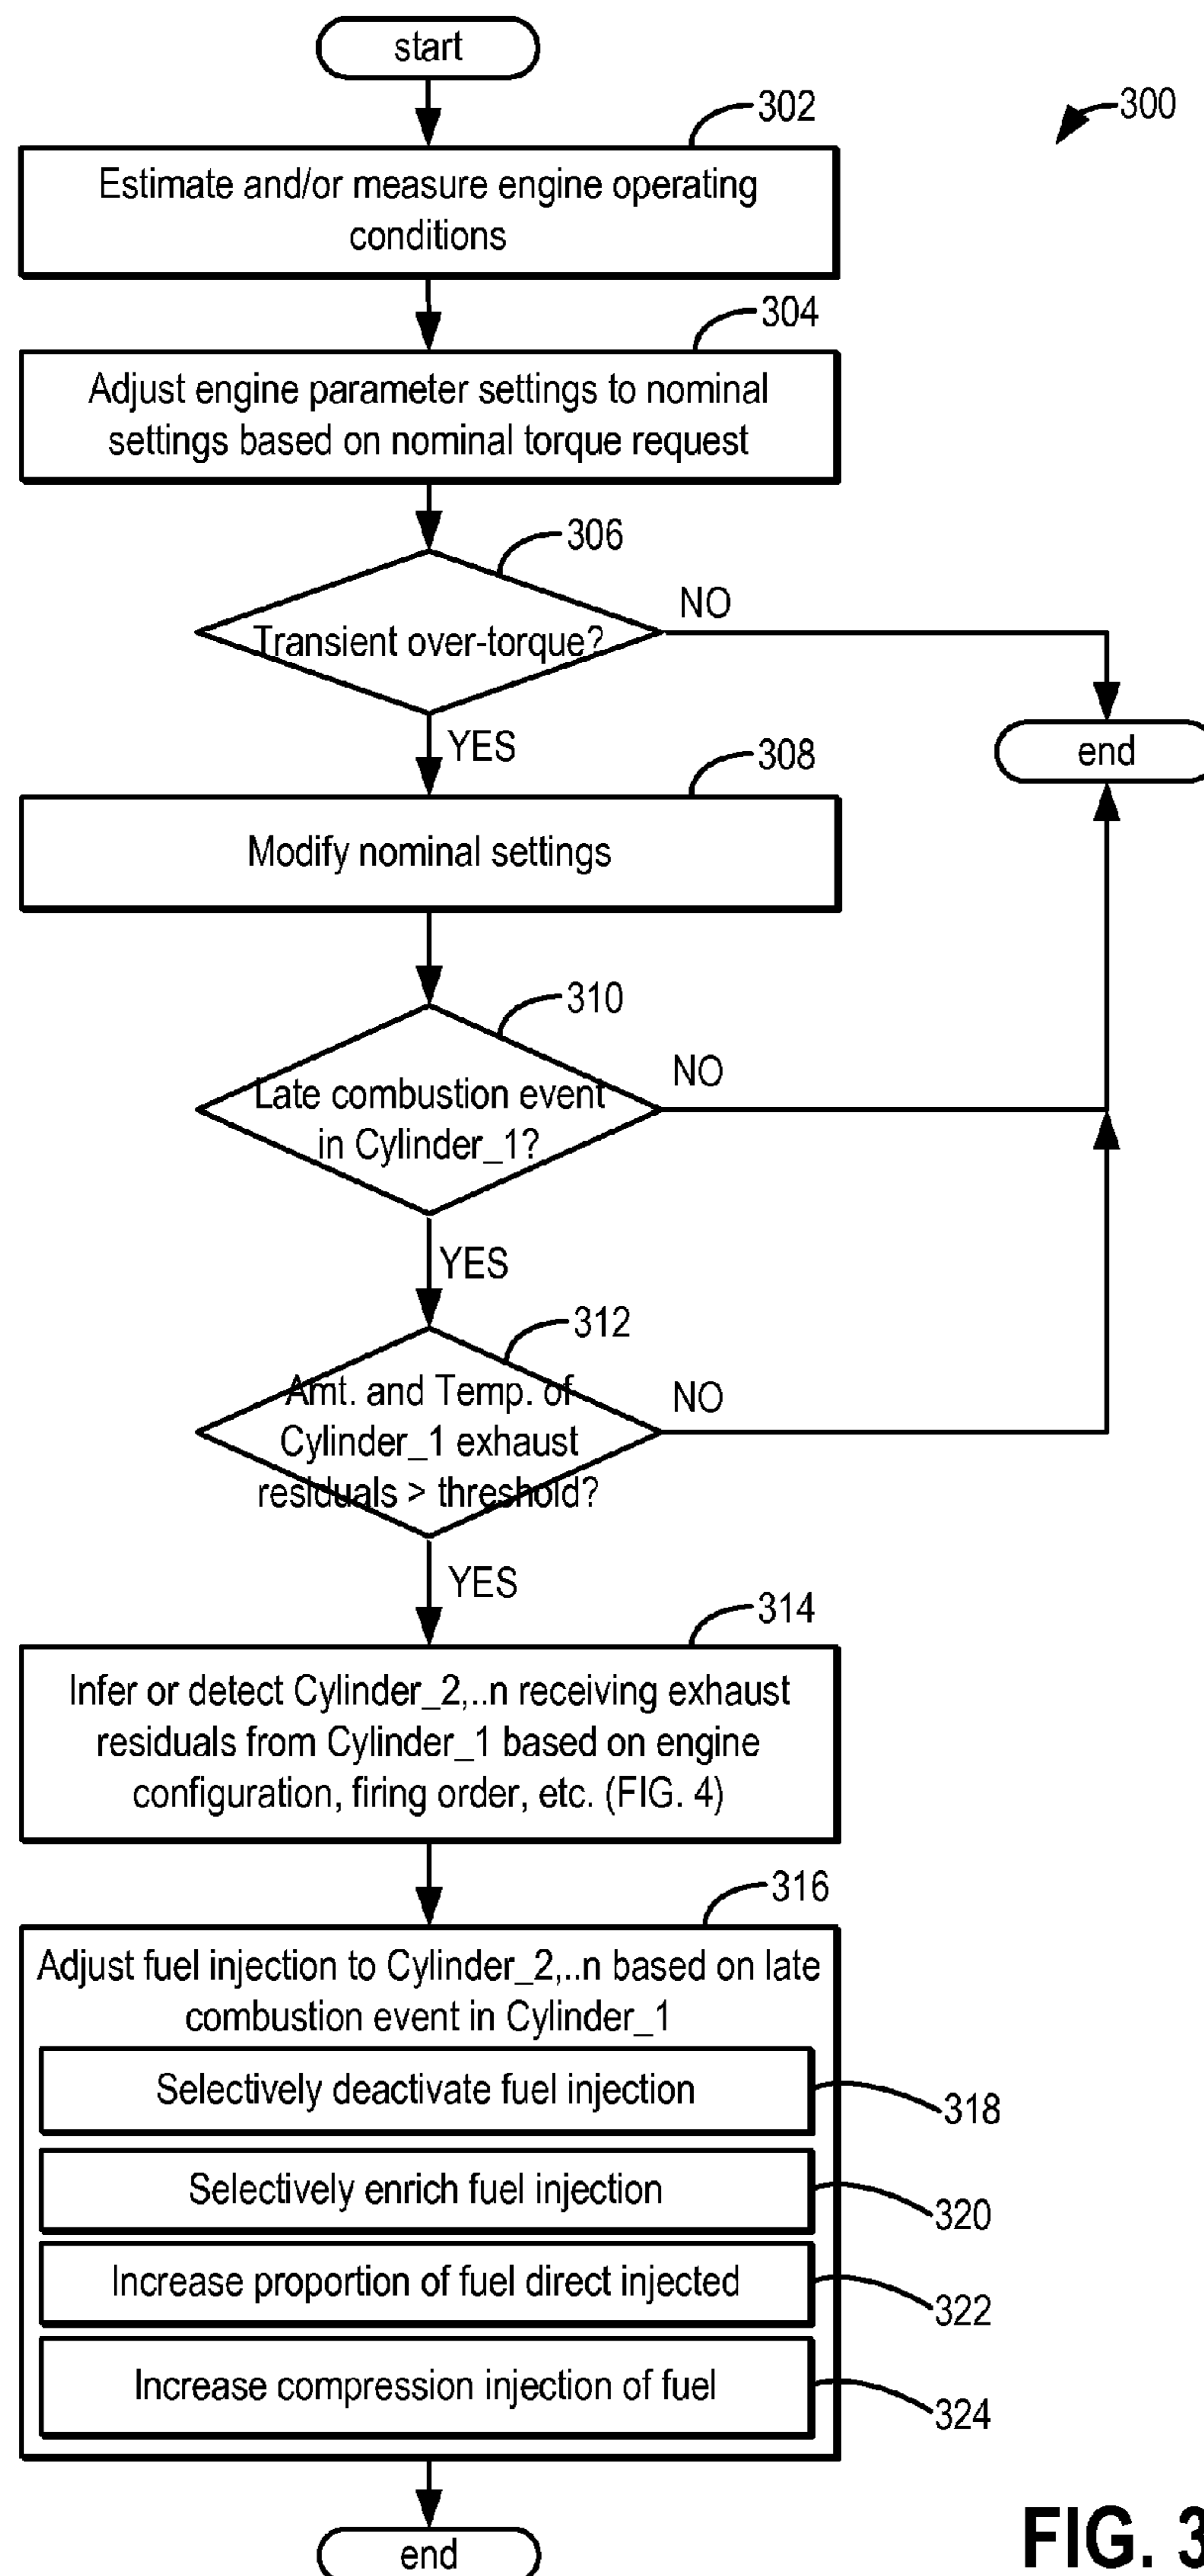 start
302
300
Estimate and/or measure engine operating
conditions
304
Adjust engine parameter settings to nominal
settings based on nominal torque request
306
NO
Transient over-torque?
YES
end
308
Modify nominal settings
310
NO
Late combustion event
in Cylinder_1?
YES
312
NO
Amt. and Temp. of
Cylinder_1 exhaust
residuals > threshold?
YES
314
Infer or detect Cylinder_2,..n receiving exhaust
residuals from Cylinder_1 based on engine
configuration, firing order, etc. (FIG. 4)
316
Adjust fuel injection to Cylinder_2,..n based on late
combustion event in Cylinder_1
Selectively deactivate fuel injection
318
Selectively enrich fuel injection
320
Increase proportion of fuel direct injected
322
Increase compression injection of fuel
324
end
FIG. 3